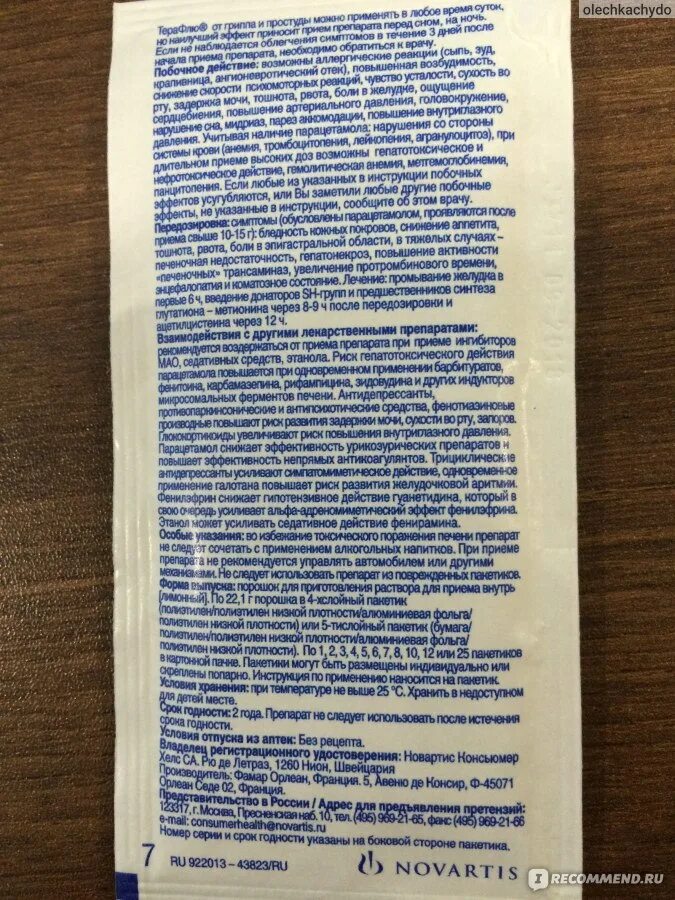 olechkachydo
ТераФлю® от гриппа и простуды можно применять в любое время суток,
но наилучший эффект приносит прием препарата перед сном, на ночь.
Если не наблюдается облегчения симптомов в течение 3 дней после
начала приема препарата, необходимо обратиться к врачу.
Побочное действие: возможны аллергические реакции (сыпь, зуд,
крапивница, ангионевротический отек), повышенная возбудимость,
снижение скорости психомоторных реакций, чувство усталости, сухость во
рту, задержка мочи, тошнота, рвота, боли в желудке, ощущение
сердцебиения, повышение артериального давления, головокружение,
нарушение сна, мидриаз, парез аккомодации, повышение внутриглазного
давления. Учитывая наличие парацетамола: нарушения со стороны
системы крови (анемия, тромбоцитопения, лейкопения, агранулоцитоз), при
длительном приеме высоких доз возможны гепатотоксическое и
нефротоксическое действие, гемолитическая анемия, метгемоглобинемия,
панцитопения. Если любые из указанных в инструкции побочных
эффектов усугубляются, или Вы заметили любые другие побочные
эффекты, не указанные в инструкции, сообщите об этом врачу.
Передозировка: симптомы (обусловлены парацетамолом, проявляются после
приема свыше 10-15 г): бледность кожных покровов, снижение аппетита,
тошнота, рвота, боли в эпигастральной области, в тяжелых случаях –
печеночная недостаточность, гепатонекроз, повышение активности
«печеночных» трансаминаз, увеличение протромбинового времени,
энцефалопатия и коматозное состояние. Лечение: промывание желудка в
первые 6 ч, введение донаторов SH-групп и предшественников синтеза
глутатиона – метионина через 8-9 ч после передозировки и
ацетилцистеина через 12 ч.
Взаимодействия с другими лекарственными препаратами:
рекомендуется воздержаться от приема препарата при приеме ингибиторов
МАО, седативных средств, этанола. Риск гепатотоксического действия
парацетамола повышается при одновременном применении барбитуратов,
фенитоина, карбамазепина, рифампицина, зидовудина и других индукторов
микросомальных ферментов печени. Антидепрессанты,
противопаркинсонические и антипсихотические средства, фенотиазиновые
производные повышают риск развития задержки мочи, сухости во рту, запоров.
Глюкокортикоиды увеличивают риск повышения внутриглазного давления.
Парацетамол снижает эффективность урикозурических препаратов и
повышает эффективность непрямых антикоагулянтов. Трициклические
антидепрессанты усиливают симпатомиметическое действие, одновременное
применение галотана повышает риск развития желудочковой аритмии.
Фенилэфрин снижает гипотензивное действие гуанетидина, который в
свою очередь усиливает альфа-адреномиметический эффект фенилэфрина.
Этанол может усиливать седативное действие фенирамина.
Особые указания: во избежание токсического поражения печени препарат
не следует сочетать с применением алкогольных напитков. При приеме
препарата не рекомендуется управлять автомобилем или другими
механизмами. Не следует использовать препарат из поврежденных пакетиков.
Форма выпуска: порошок для приготовления раствора для приема внутрь
[лимонный]. По 22,1 г порошка в 4-хслойный пакетик
(полиэтилен/полиэтилен низкой плотности/алюминиевая фольга/
полиэтилен низкой плотности) или 5-тислойный пакетик (бумага/
полиэтилен/полиэтилен низкой плотности/алюминиевая фольга/
полиэтилен низкой плотности). По 1, 2, 3, 4, 5, 6, 7, 8, 10, 12 или 25 пакетиков
в картонной пачке. Пакетики могут быть размещены индивидуально или
скреплены попарно. Инструкция по применению наносится на пакетик.
Условия хранения: при температуре не выше 25 °С. Хранить в недоступном
для детей месте.
Срок годности: 2 года. Препарат не следует использовать после истечения
срока годности.
Условия отпуска из аптек: Без рецепта.
Владелец регистрационного удостоверения: Новартис Консьюмер
Хелс СА. Рю де Летраз, 1260 Нион, Швейцария
Производитель: Фамар Орлеан, Франция. 5, Авеню де Консир, Ф-45071
Орлеан Седе 02, Франция.
Представительство в России / Адрес для предъявления претензий:
123317, г. Москва, Пресненская наб. 10, тел. (495) 969-21-65, факс (495) 969-21-66
e-mail: consumerhealth@novartis.ru
Номер серии и срок годности указаны на боковой стороне пакетика.
7 RU 922013 – 43823/RU
NOVARTIS
IRECOMMEND.RU